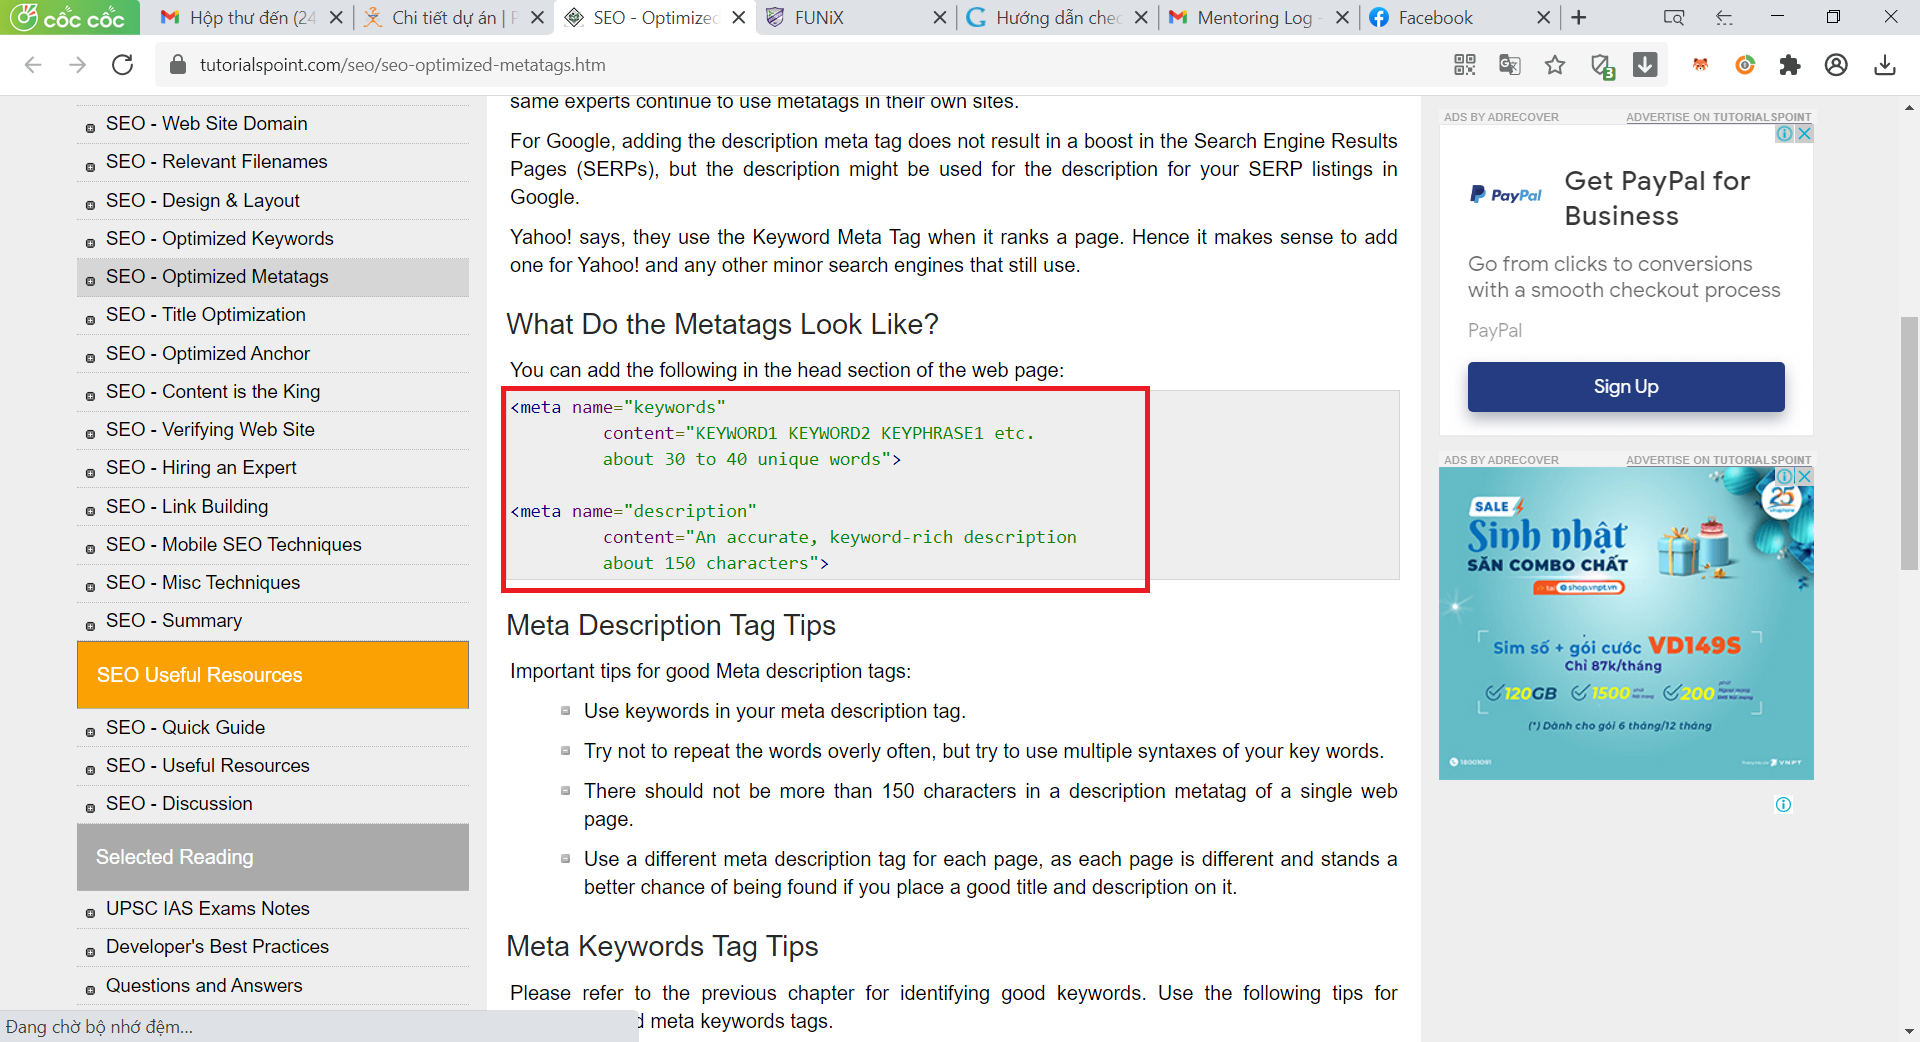 cốc cốc
Hộp thư đến (24
Chi tiết dự án | F
SEO - Optimized
FUNiX
Hướng dẫn chec
Mentoring Log -
Facebook
tutorialspoint.com/seo/seo-optimized-metatags.htm
3
SEO - Web Site Domain
SEO - Relevant Filenames
SEO - Design & Layout
SEO - Optimized Keywords
SEO - Optimized Metatags
SEO - Title Optimization
SEO - Optimized Anchor
SEO - Content is the King
SEO - Verifying Web Site
SEO - Hiring an Expert
SEO - Link Building
SEO - Mobile SEO Techniques
SEO - Misc Techniques
SEO - Summary
SEO Useful Resources
SEO - Quick Guide
SEO - Useful Resources
SEO - Discussion
Selected Reading
UPSC IAS Exams Notes
Developer's Best Practices
Questions and Answers
Đang chờ bộ nhớ đệm...
same experts continue to use metatags in their own sites.
For Google, adding the description meta tag does not result in a boost in the Search Engine Results
Pages (SERPs), but the description might be used for the description for your SERP listings in
Google.
Yahoo! says, they use the Keyword Meta Tag when it ranks a page. Hence it makes sense to add
one for Yahoo! and any other minor search engines that still use.
What Do the Metatags Look Like?
You can add the following in the head section of the web page:
<meta name="keywords"
content="KEYWORD1 KEYWORD2 KEYPHRASE1 etc.
about 30 to 40 unique words">
<meta name="description"
content="An accurate, keyword-rich description
about 150 characters">
Meta Description Tag Tips
Important tips for good Meta description tags:
Use keywords in your meta description tag.
Try not to repeat the words overly often, but try to use multiple syntaxes of your key words.
There should not be more than 150 characters in a description metatag of a single web
page.
Use a different meta description tag for each page, as each page is different and stands a
better chance of being found if you place a good title and description on it.
Meta Keywords Tag Tips
Please refer to the previous chapter for identifying good keywords. Use the following tips for
meta keywords tags.
ADS BY ADRECOVER
ADVERTISE ON TUTORIALSPOINT
PayPal
Get PayPal for
Business
Go from clicks to conversions
with a smooth checkout process
PayPal
Sign Up
ADS BY ADRECOVER
ADVERTISE ON TUTORIALSPOINT
25
SALE
Sinh nhật
SĂN COMBO CHẤT
tại shop.vnpt.vn
Sim số + gói cước VD149S
Chỉ 87k/tháng
120GB
1500
200
(*) Dành cho gói 6 tháng/12 tháng
18001091
VNPT